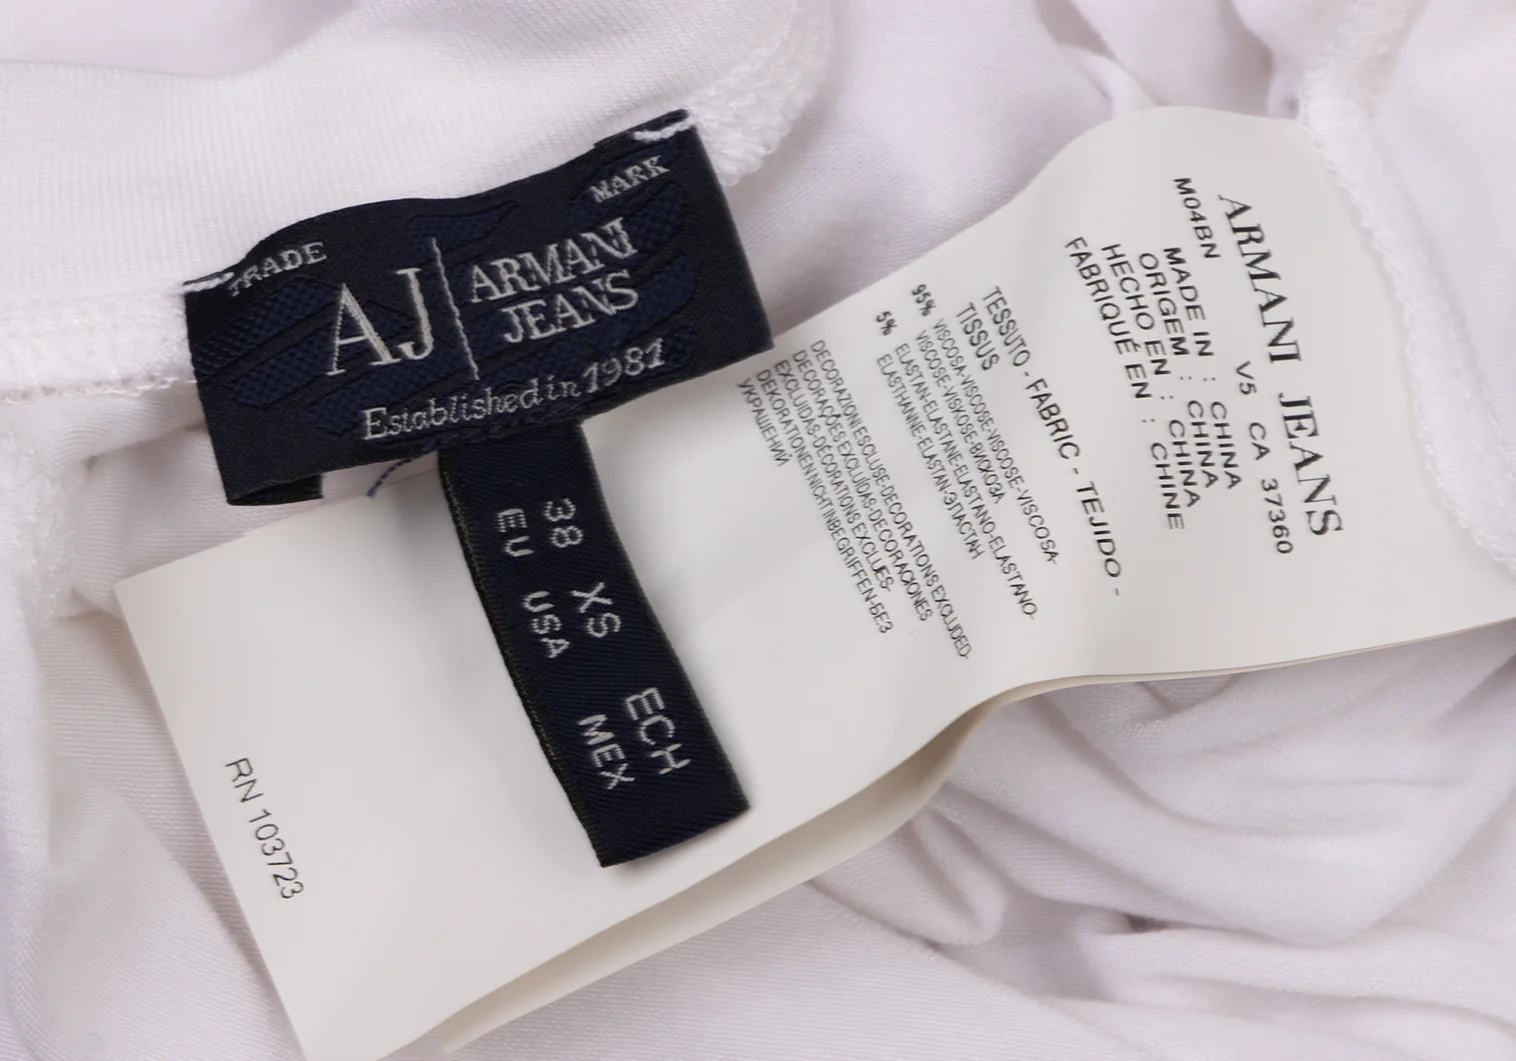 TRADE MARK
AJ ARMANI
JEANS
Established in 1981
38 XS ECH
EU USA MEX
ARMANI JEANS
M04BN V5 CA 37360
MADE IN : CHINA
ORIGEM : CHINA
HECHO EN : CHINA
FABRIQUÉ EN : CHINE
TESSUTO - FABRIC - TEJIDO -
TISSUS
95% VISCOSA-VISCOSE-VISCOSE-VISCOSA-
VISCOSE-VISKOSE-ВИСКОЗА
5% ELASTAN-ELASTANE-ELASTANO-ELASTANO-
ELASTHANNE-ELASTAN-ЭЛАСТАН
DECORAZIONI ESCLUSE-DECORATIONS EXCLUDED-
DECORAÇÕES EXCLUÍDAS-DECORACIONES
EXCLUIDAS-DÉCORATIONS EXCLUES-
DEKORATIONEN NICHT INBEGRIFFEN-БЕЗ
УКРАШЕНИЙ
RN 103723